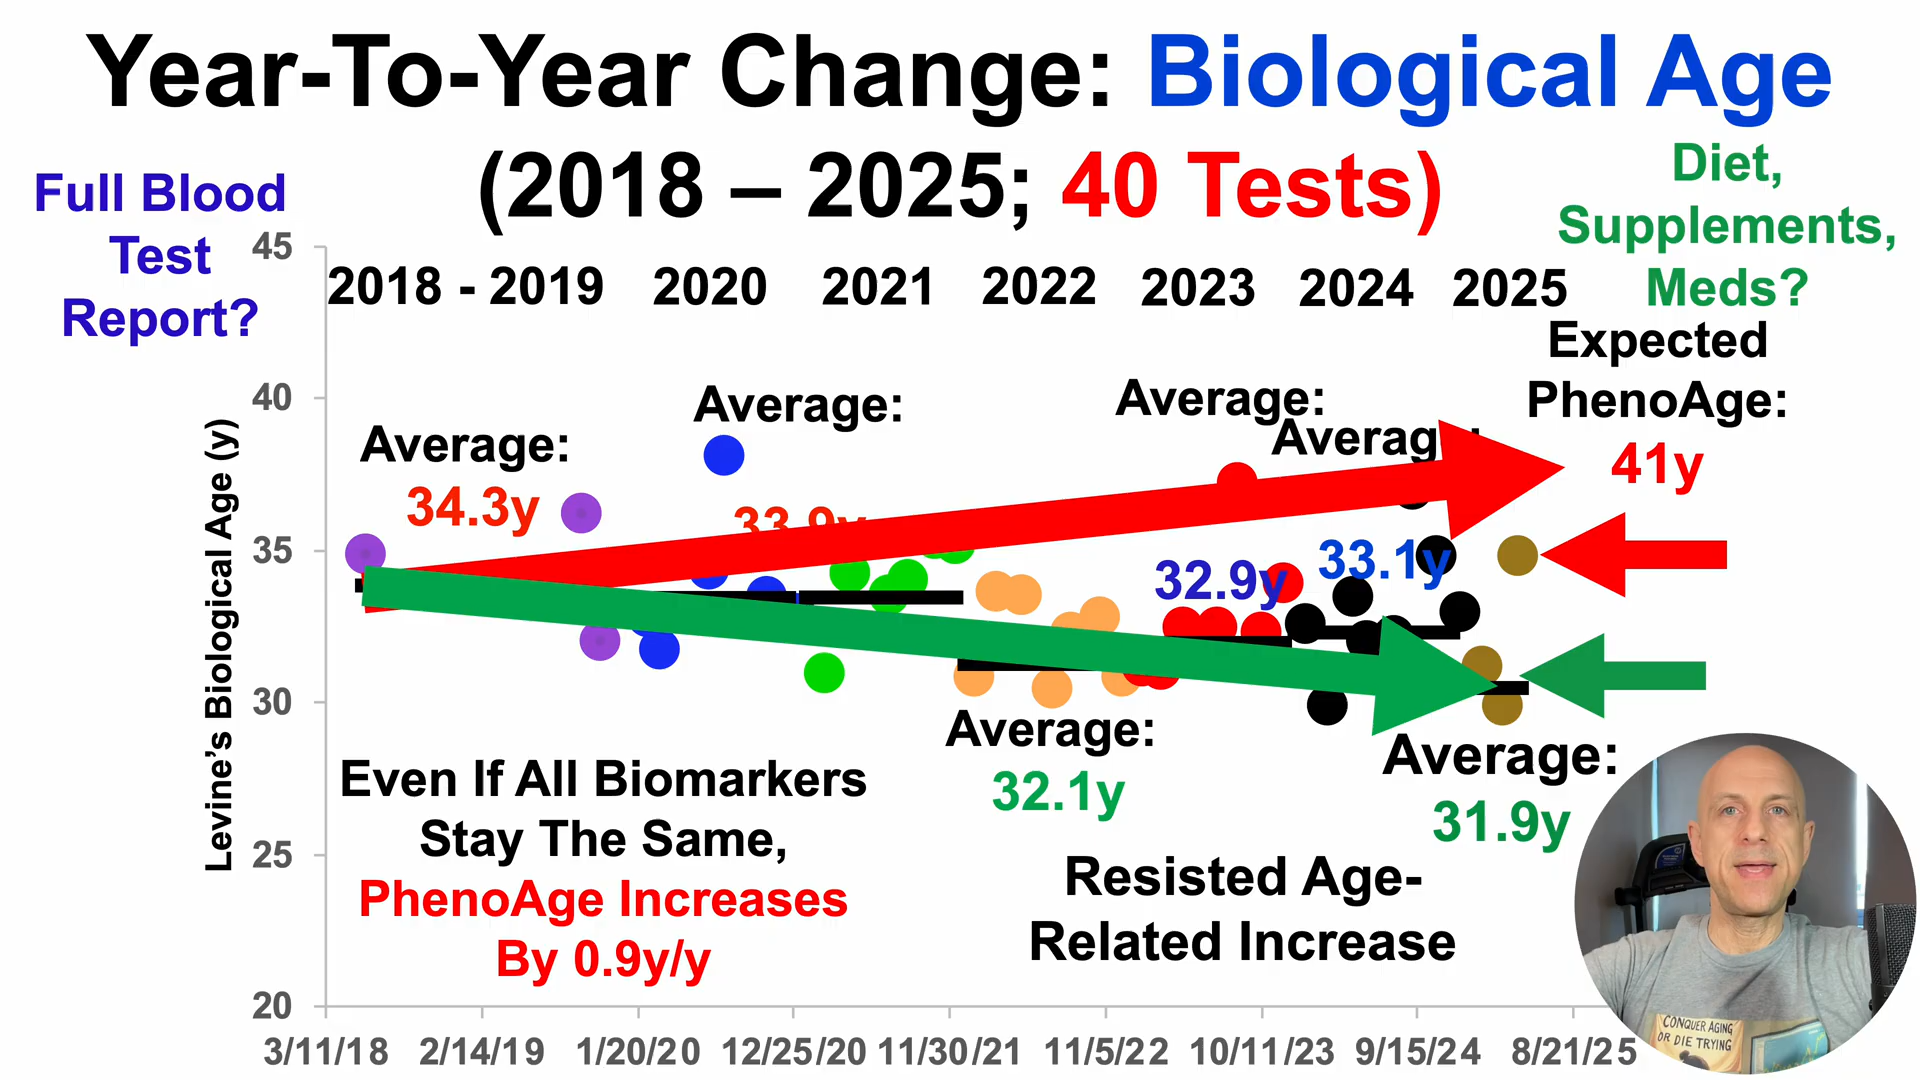 Year-To-Year Change: Biological Age
(2018 – 2025; 40 Tests)
Full Blood
Test
Report?
Diet,
Supplements,
Meds?
2018 - 2019 2020 2021 2022 2023 2024 2025
Expected
PhenoAge:
41y
Average:
34.3y
Average:
33.9y
Average:
32.9y
Averag
33.1y
Average:
32.1y
Average:
31.9y
Even If All Biomarkers
Stay The Same,
PhenoAge Increases
By 0.9y/y
Resisted Age-
Related Increase
Levine's Biological Age (y)
45
40
35
30
25
20
3/11/18 2/14/19 1/20/20 12/25/20 11/30/21 11/5/22 10/11/23 9/15/24 8/21/25
CONQUER AGING
OR DIE TRYING